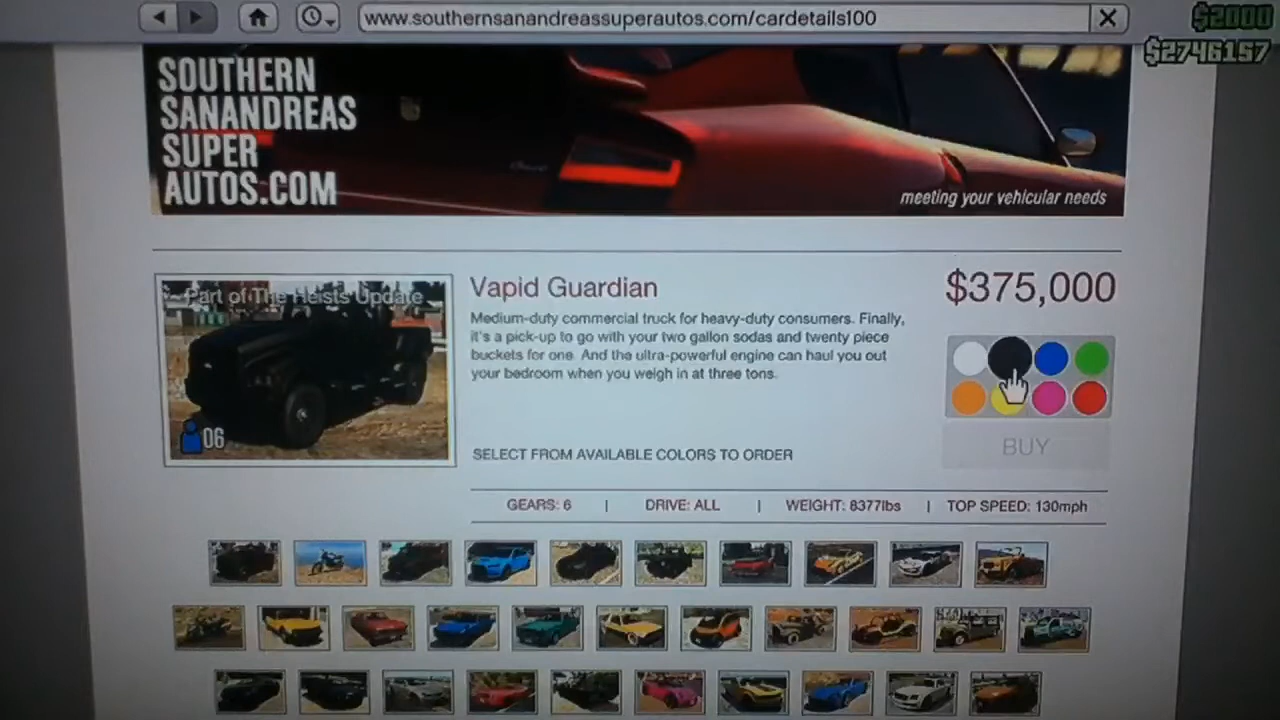 www.southernsanandreassuperautos.com/cardetails100
$2000
$2746157
SOUTHERN
SANANDREAS
SUPER
AUTOS.COM
meeting your vehicular needs
Part of The Heists Update
06
Vapid Guardian
$375,000
Medium-duty commercial truck for heavy-duty consumers. Finally,
it's a pick-up to go with your two gallon sodas and twenty piece
buckets for one. And the ultra-powerful engine can haul you out
your bedroom when you weigh in at three tons.
SELECT FROM AVAILABLE COLORS TO ORDER
BUY
GEARS: 6 | DRIVE: ALL | WEIGHT: 8377lbs | TOP SPEED: 130mph